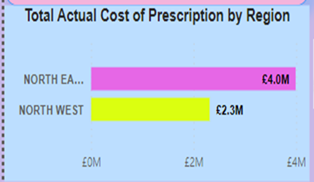 Total Actual Cost of Prescription by Region
NORTH EA... £4.0M
NORTH WEST £2.3M
£0M £2M £4M